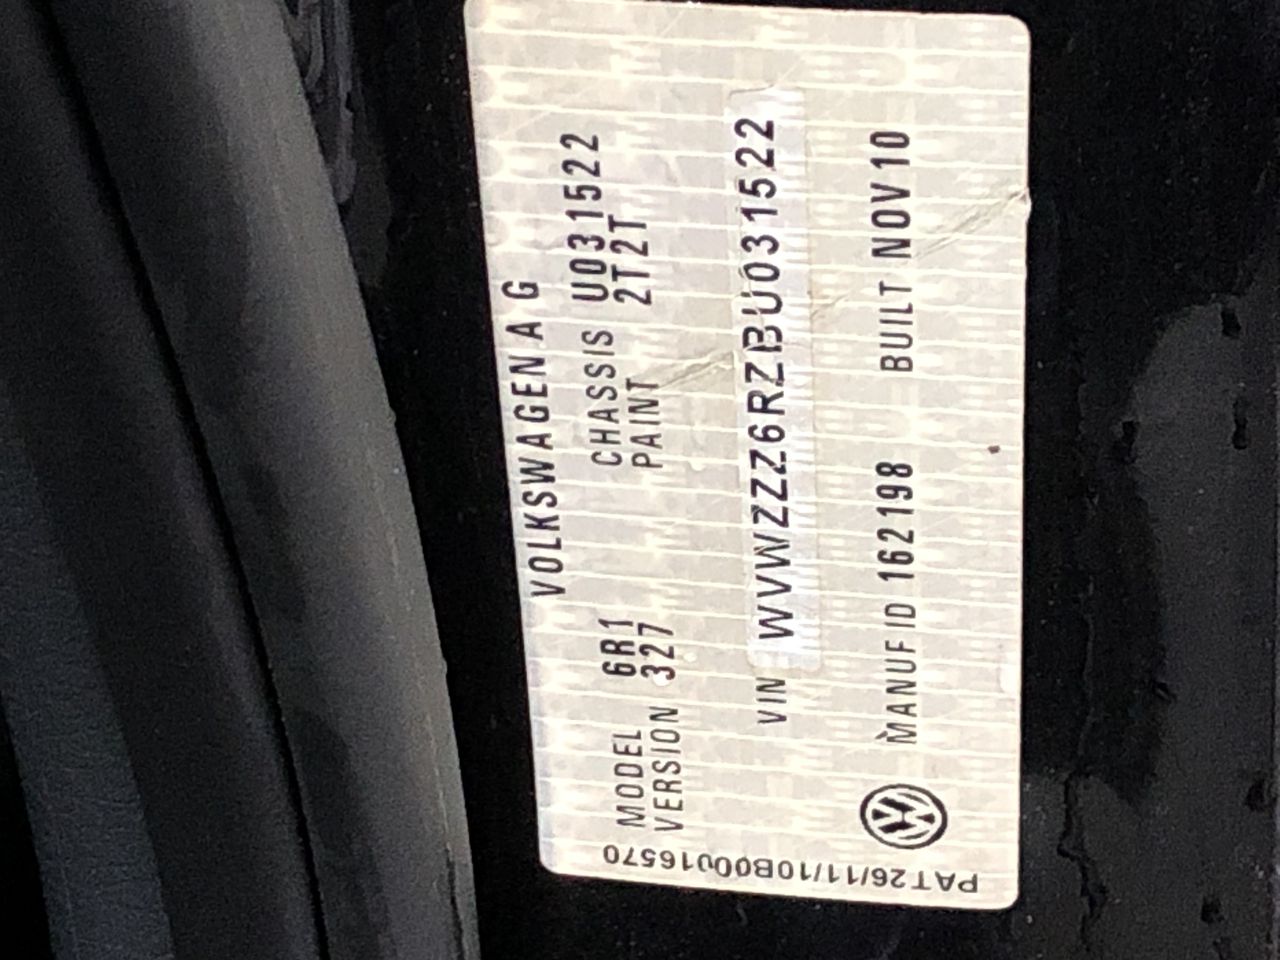 VOLKSWAGEN A G
MODEL 6R1 CHASSIS U031522
VERSION 327 PAINT 2T2T
VIN WVWZZZ6RZBU031522
MANUF ID 162198 BUILT NOV 10
PAT26/11/10B00016570